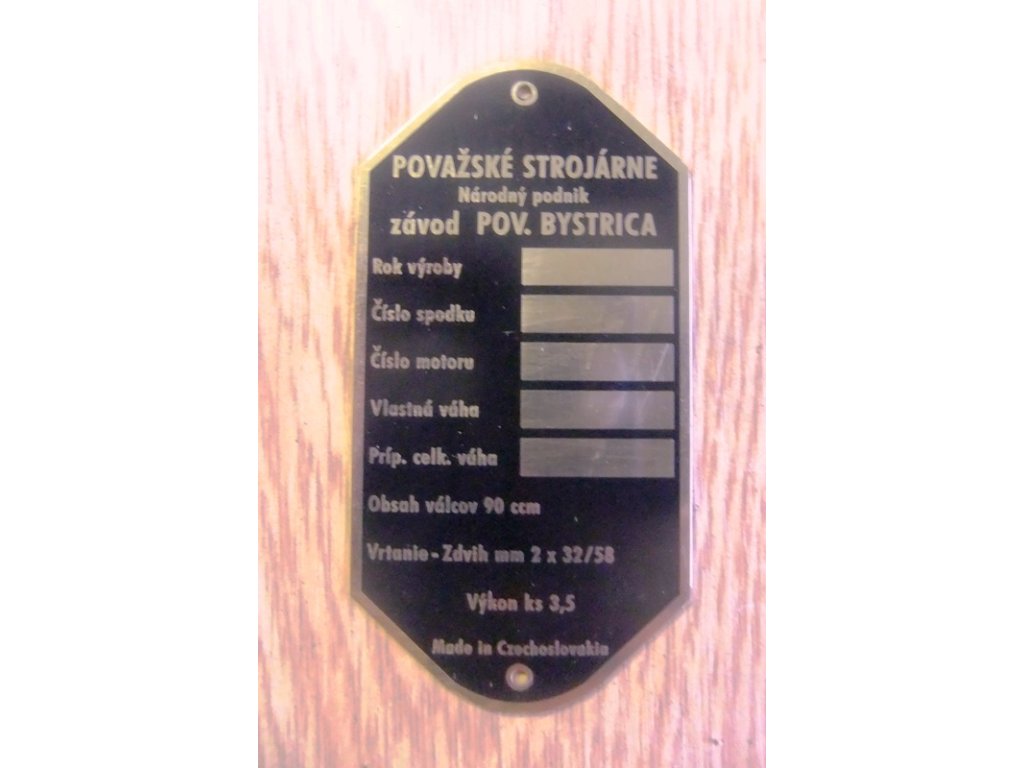 POVAŽSKÉ STROJÁRNE
Národný podnik
závod POV. BYSTRICA
Rok výroby
Číslo spodku
Číslo motoru
Vlastná váha
Príp. celk. váha
Obsah válcov 90 ccm
Vrtanie - Zdvih mm 2 x 32/58
Výkon ks 3,5
Made in Czechoslovakia